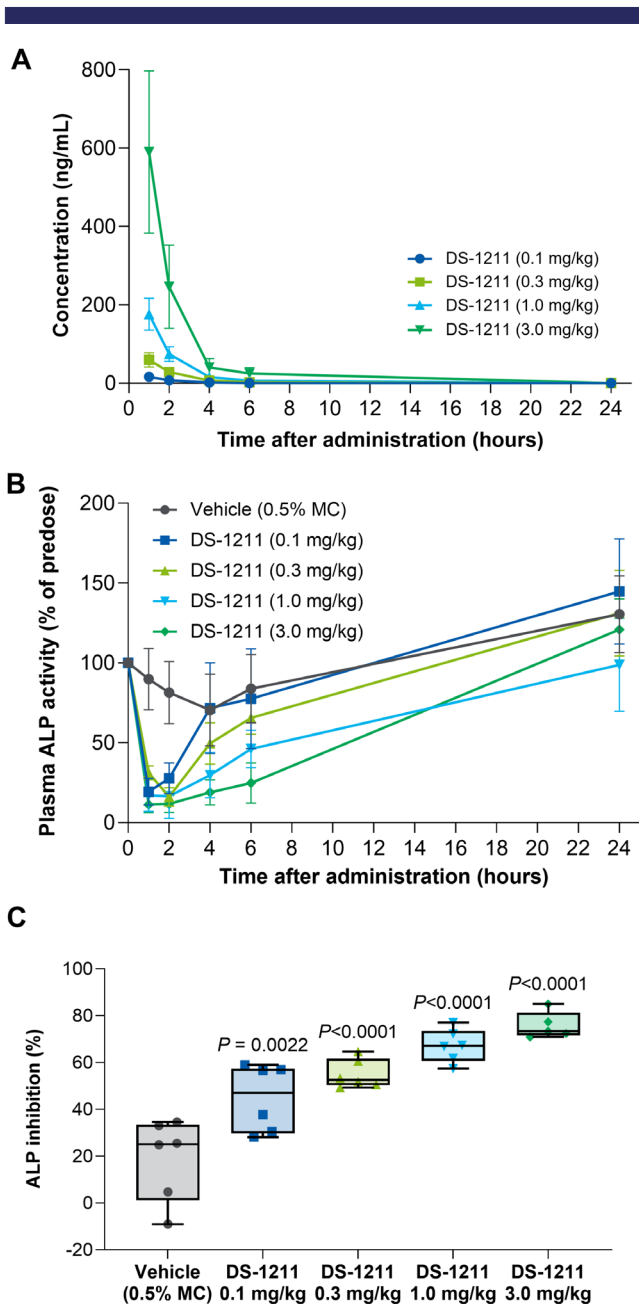 A
800
600
400
200
0
Concentration (ng/mL)
DS-1211 (0.1 mg/kg)
DS-1211 (0.3 mg/kg)
DS-1211 (1.0 mg/kg)
DS-1211 (3.0 mg/kg)
0 2 4 6 8 10 12 14 16 18 20 22 24
Time after administration (hours)
B
200
150
100
50
0
Plasma ALP activity (% of predose)
Vehicle (0.5% MC)
DS-1211 (0.1 mg/kg)
DS-1211 (0.3 mg/kg)
DS-1211 (1.0 mg/kg)
DS-1211 (3.0 mg/kg)
0 2 4 6 8 10 12 14 16 18 20 22 24
Time after administration (hours)
C
100
80
60
40
20
0
-20
ALP inhibition (%)
P = 0.0022
P<0.0001
P<0.0001
P<0.0001
Vehicle DS-1211 DS-1211 DS-1211 DS-1211
(0.5% MC) 0.1 mg/kg 0.3 mg/kg 1.0 mg/kg 3.0 mg/kg